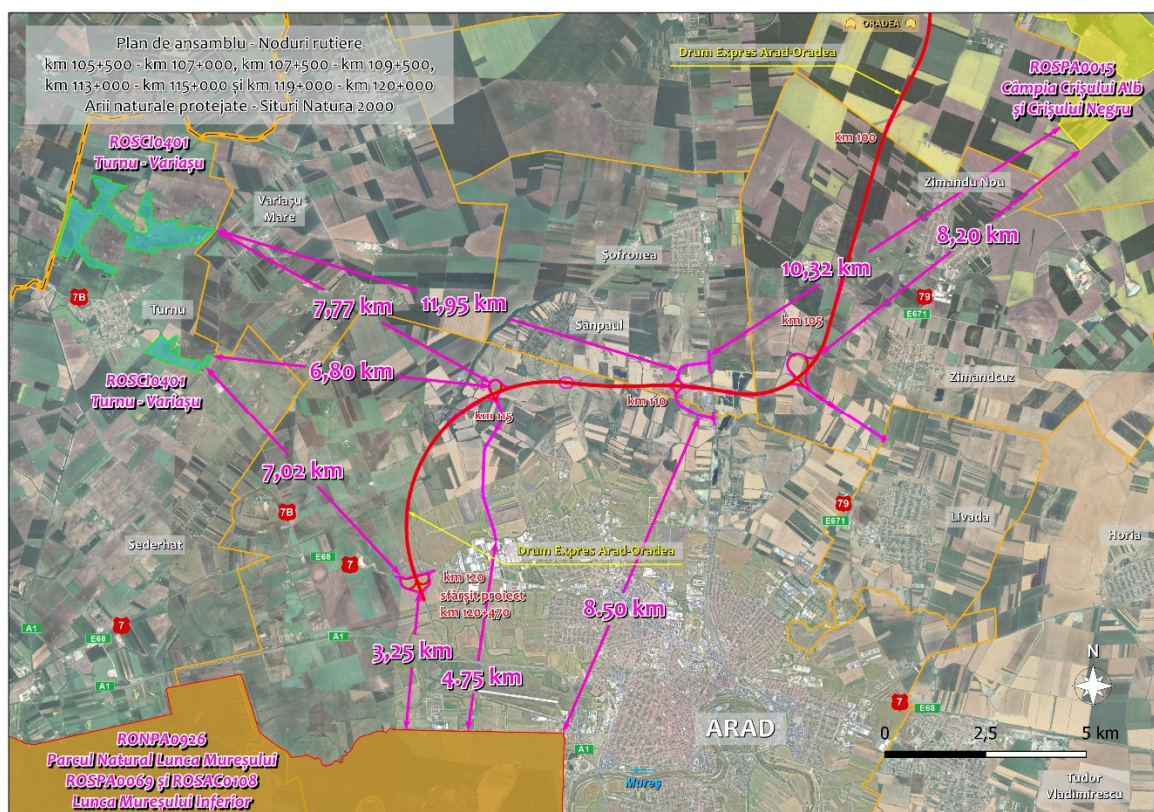 Plan de ansamblu - Noduri rutiere
km 105+500 - km 107+000, km 107+500 - km 109+500,
km 113+000 - km 115+000 și km 119+000 - km 120+000
Arii naturale protejate - Situri Natura 2000
ORADEA
Drum Expres Arad-Oradea
ROSPA0015
Câmpia Crișului Alb
și Crișului Negru
ROSCI0401
Turnu - Variașu
km 100
Zimandu Nou
Variașu
Mare
Șofronea
8,20 km
10,32 km
7B
79
E671
7,77 km
11,95 km
Turnu
Sânpaul
km 105
6,80 km
Zimandcuz
ROSCI0401
Turnu - Variașu
km 110
km 115
7,02 km
7B
79
E671
Livada
Sederhat
E68
7
Drum Expres Arad-Oradea
Horia
km 120
sfârșit proiect
km 120+470
8.50 km
7
A1
E68
A1
3,25 km
4.75 km
A1
N
E68
7
ARAD
0
2,5
5 km
RONPA0926
Parcul Natural Lunca Mureșului
ROSPA0069 și ROSAC0108
Lunca Mureșului Inferior
A1
Mureș
Tudor
Vladimirescu